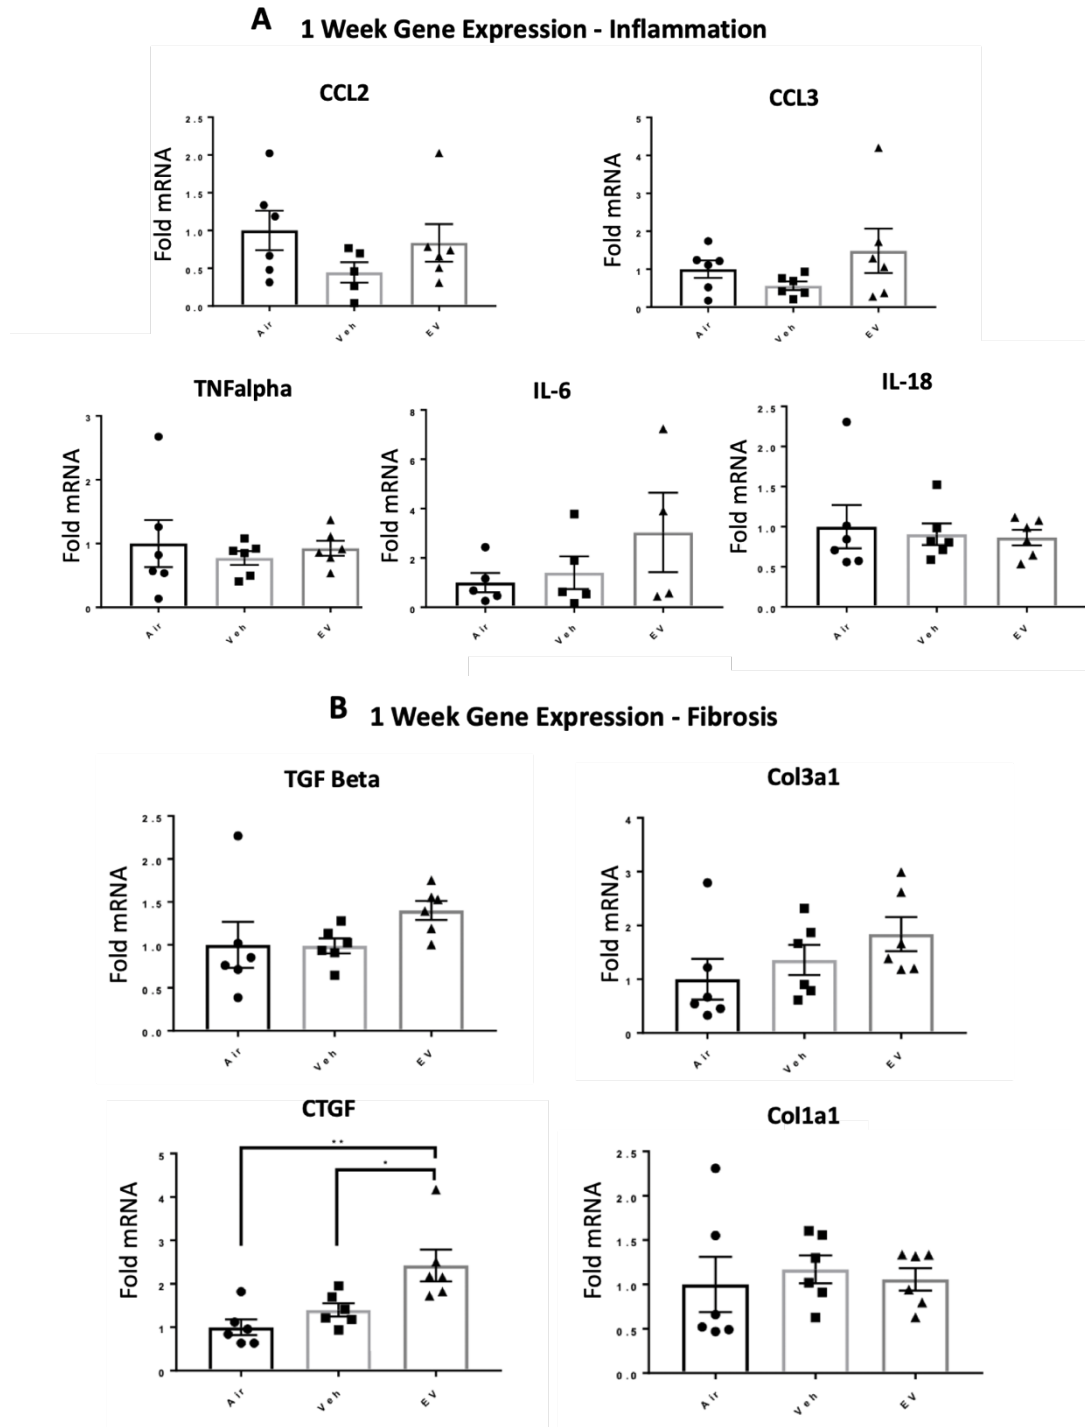 A 1 Week Gene Expression - Inflammation
CCL2
Fold mRNA
2.5
2.0
1.5
1.0
0.5
0.0
Air Veh EV
CCL3
Fold mRNA
5
4
3
2
1
0
Air Veh EV
TNFalpha
Fold mRNA
3
2
1
0
Air Veh EV
IL-6
Fold mRNA
8
6
4
2
0
Air Veh EV
IL-18
Fold mRNA
2.5
2.0
1.5
1.0
0.5
0.0
Air Veh EV
B 1 Week Gene Expression - Fibrosis
TGF Beta
Fold mRNA
2.5
2.0
1.5
1.0
0.5
0.0
Air Veh EV
Col3a1
Fold mRNA
4
3
2
1
0
Air Veh EV
CTGF
**
*
Fold mRNA
5
4
3
2
1
0
Air Veh EV
Col1a1
Fold mRNA
2.5
2.0
1.5
1.0
0.5
0.0
Air Veh EV